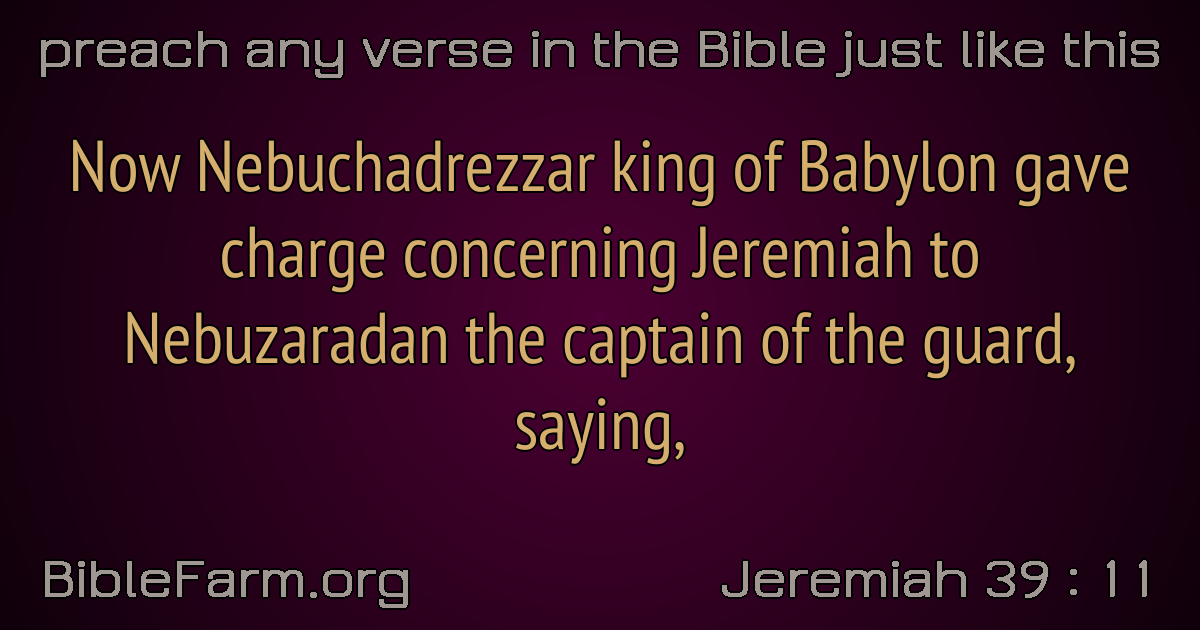 preach any verse in the Bible just like this
Now Nebuchadrezzar king of Babylon gave
charge concerning Jeremiah to
Nebuzaradan the captain of the guard,
saying,
BibleFarm.org
Jeremiah 39 : 11